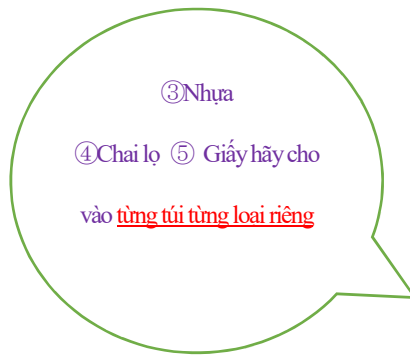 ③Nhựa
④Chai lọ ⑤ Giấy hãy cho
vào từng túi từng loại riêng